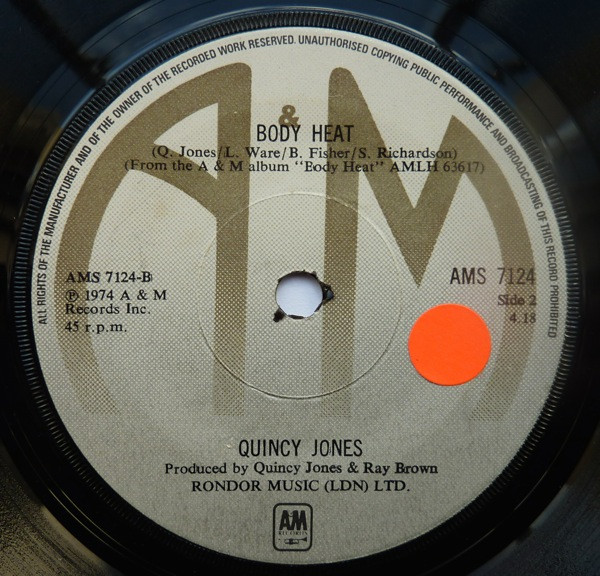 ALL RIGHTS OF THE MANUFACTURER AND OF THE OWNER OF THE RECORDED WORK RESERVED. UNAUTHORISED COPYING PUBLIC PERFORMANCE AND BROADCASTING OF THIS RECORD PROHIBITED
A & M
BODY HEAT
(Q. Jones/L. Ware/B. Fisher/S. Richardson)
(From the A & M album "Body Heat" AMLH 63617)
AMS 7124-B
℗ 1974 A & M
Records Inc.
45 r.p.m.
AMS 7124
Side 2
4.18
QUINCY JONES
Produced by Quincy Jones & Ray Brown
RONDOR MUSIC (LDN) LTD.
AM